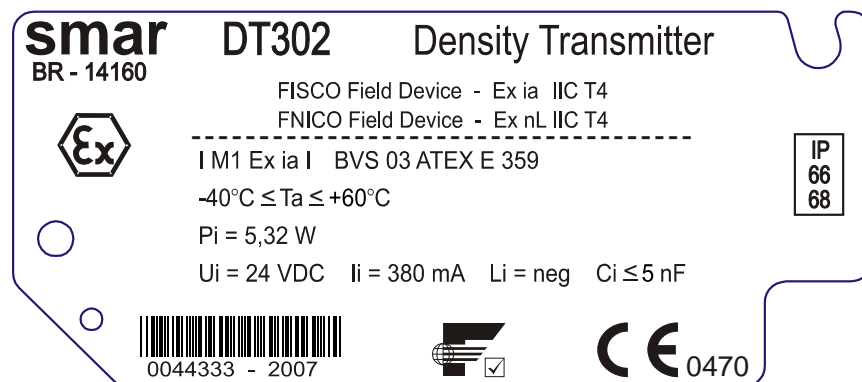 smar DT302 Density Transmitter
BR - 14160
FISCO Field Device - Ex ia IIC T4
FNICO Field Device - Ex nL IIC T4
Ex
I M1 Ex ia I BVS 03 ATEX E 359
IP
66
68
-40°C ≤ Ta ≤ +60°C
Pi = 5,32 W
Ui = 24 VDC Ii = 380 mA Li = neg Ci ≤ 5 nF
0044333 - 2007
F
CE 0470